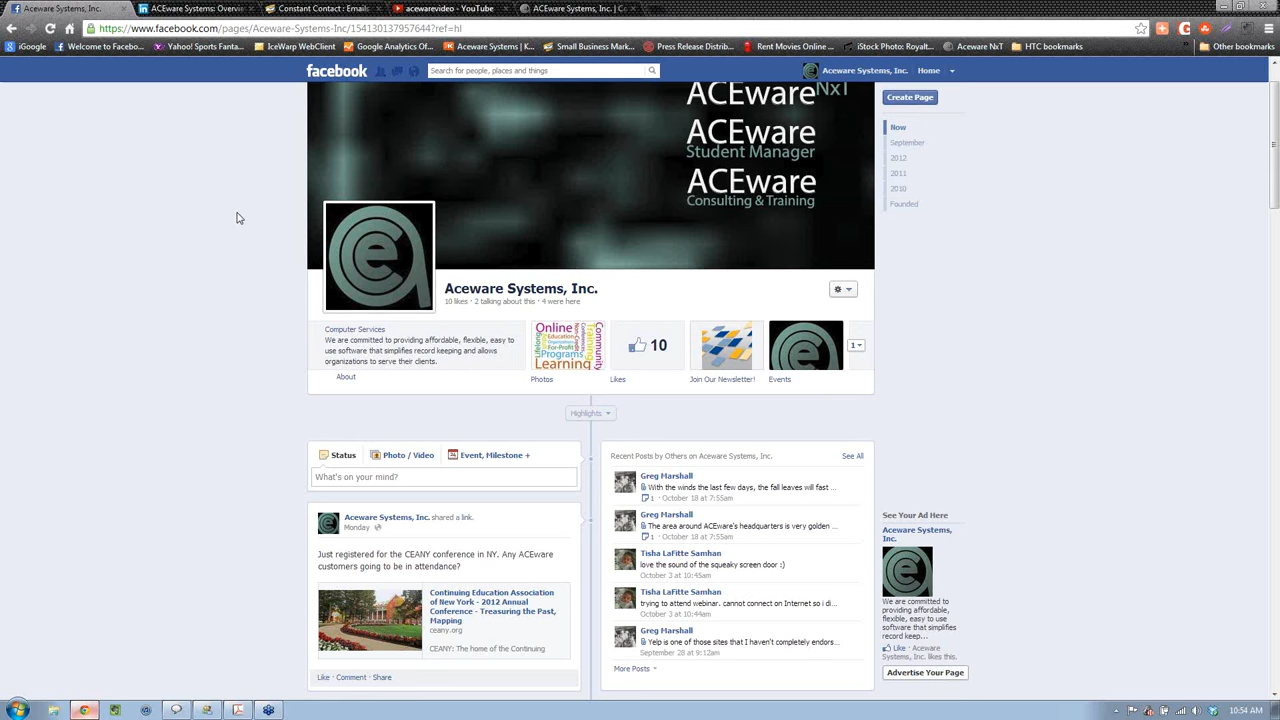 Aceware Systems, Inc.
ACEware Systems: Overvi
Constant Contact : Emails
acewarevideo - YouTube
ACEware Systems, Inc. | C
https://www.facebook.com/pages/Aceware-Systems-Inc/154130137957644?ref=hl
iGoogle
Welcome to Facebo...
Yahoo! Sports Fanta...
IceWarp WebClient
Google Analytics Of...
Aceware Systems | K...
Small Business Mark...
Press Release Distrib...
Rent Movies Online ...
iStock Photo: Royalt...
Aceware NxT
HTC bookmarks
Other bookmarks
facebook
Search for people, places and things
Aceware Systems, Inc.
Home
ACEware
NxT
ACEware
Student Manager
ACEware
Consulting & Training
Create Page
Now
September
2012
2011
2010
Founded
Aceware Systems, Inc.
10 likes · 2 talking about this · 4 were here
Computer Services
We are committed to providing affordable, flexible, easy to
use software that simplifies record keeping and allows
organizations to serve their clients.
About
Online
Education
For-Profit
Programs
Learning
Training
Community
Photos
10
Likes
Join Our Newsletter!
Events
1
Highlights
Status
Photo / Video
Event, Milestone +
What's on your mind?
Aceware Systems, Inc. shared a link.
Monday
Just registered for the CEANY conference in NY. Any ACEware
customers going to be in attendance?
Continuing Education Association
of New York - 2012 Annual
Conference - Treasuring the Past,
Mapping
ceany.org
CEANY: The home of the Continuing
Like · Comment · Share
Recent Posts by Others on Aceware Systems, Inc.
See All
Greg Marshall
With the winds the last few days, the fall leaves will fast ...
1 · October 18 at 7:55am
Greg Marshall
The area around ACEware's headquarters is very golden ...
1 · October 18 at 7:55am
Tisha LaFitte Samhan
love the sound of the squeaky screen door :)
October 3 at 10:45am
Tisha LaFitte Samhan
trying to attend webinar. cannot connect on Internet so i di...
October 3 at 10:44am
Greg Marshall
Yelp is one of those sites that I haven't completely endors...
September 28 at 9:12am
More Posts
See Your Ad Here
Aceware Systems,
Inc.
We are committed to
providing affordable,
flexible, easy to use
software that simplifies
record keep...
Like · Aceware
Systems, Inc. likes this.
Advertise Your Page
10:54 AM